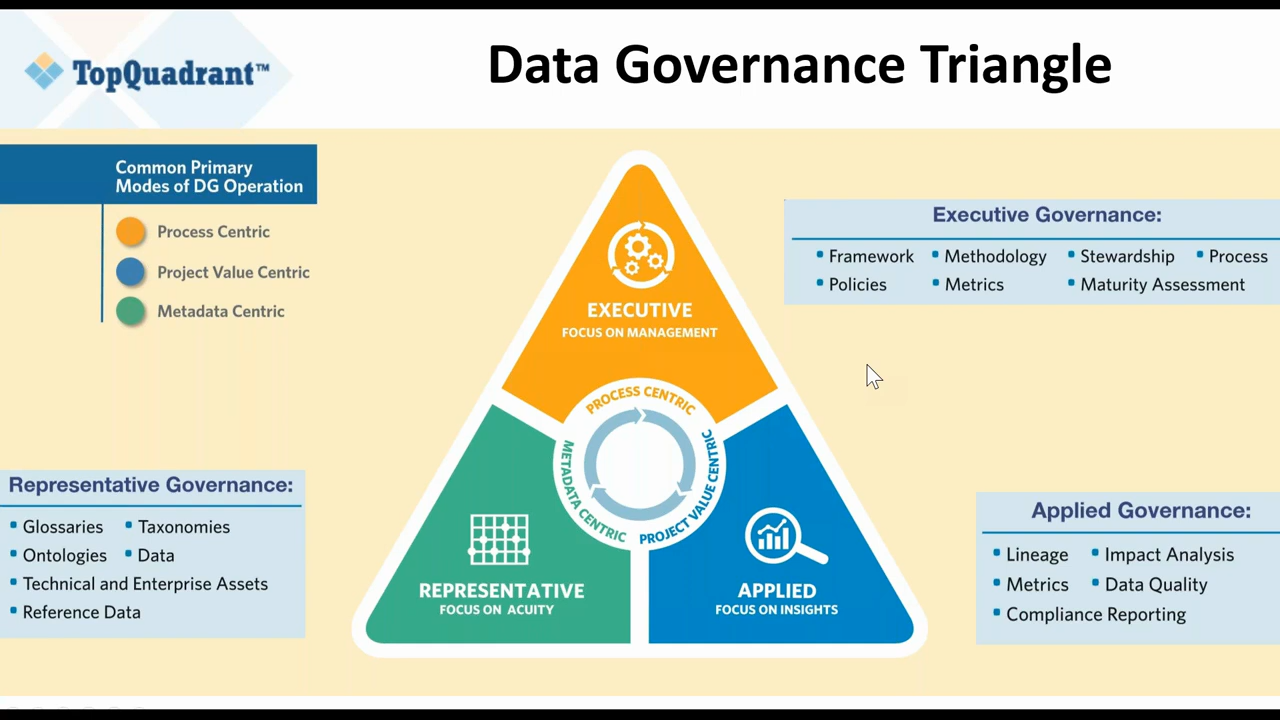 TopQuadrant™
Data Governance Triangle
Common Primary
Modes of DG Operation
Process Centric
Project Value Centric
Metadata Centric
EXECUTIVE
FOCUS ON MANAGEMENT
Executive Governance:
• Framework • Methodology • Stewardship • Process
• Policies • Metrics • Maturity Assessment
PROCESS CENTRIC
METADATA CENTRIC
PROJECT VALUE CENTRIC
Representative Governance:
• Glossaries • Taxonomies
• Ontologies • Data
• Technical and Enterprise Assets
• Reference Data
REPRESENTATIVE
FOCUS ON ACUITY
APPLIED
FOCUS ON INSIGHTS
Applied Governance:
• Lineage • Impact Analysis
• Metrics • Data Quality
• Compliance Reporting